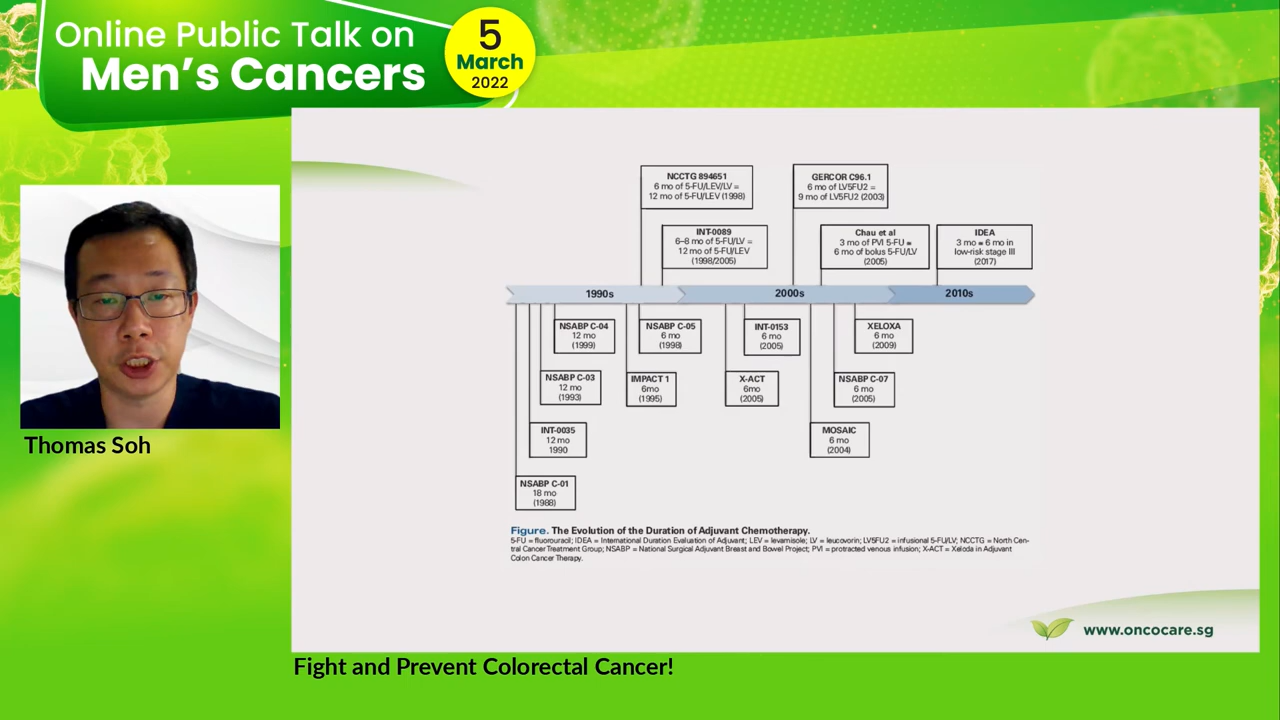 Online Public Talk on
Men's Cancers
5
March
2022
Thomas Soh
NCCTG 894651
6 mo of 5-FU/LEV/LV =
12 mo of 5-FU/LEV (1998)
GERCOR C96.1
6 mo of LV5FU2 =
9 mo of LV5FU2 (2003)
INT-0089
6–8 mo of 5-FU/LV =
12 mo of 5-FU/LEV
(1998/2005)
Chau et al
3 mo of PVI 5-FU =
6 mo of bolus 5-FU/LV
(2005)
IDEA
3 mo = 6 mo in
low-risk stage III
(2017)
1990s
2000s
2010s
NSABP C-04
12 mo
(1999)
NSABP C-05
6 mo
(1998)
INT-0153
6 mo
(2005)
XELOXA
6 mo
(2009)
NSABP C-03
12 mo
(1993)
IMPACT 1
6mo
(1995)
X-ACT
6mo
(2005)
NSABP C-07
6 mo
(2005)
INT-0035
12 mo
1990
MOSAIC
6 mo
(2004)
NSABP C-01
18 mo
(1988)
Figure. The Evolution of the Duration of Adjuvant Chemotherapy.
5-FU = fluorouracil; IDEA = International Duration Evaluation of Adjuvant; LEV = levamisole; LV = leucovorin; LV5FU2 = infusional 5-FU/LV; NCCTG = North Cen-
tral Cancer Treatment Group; NSABP = National Surgical Adjuvant Breast and Bowel Project; PVI = protracted venous infusion; X-ACT = Xeloda in Adjuvant
Colon Cancer Therapy.
www.oncocare.sg
Fight and Prevent Colorectal Cancer!